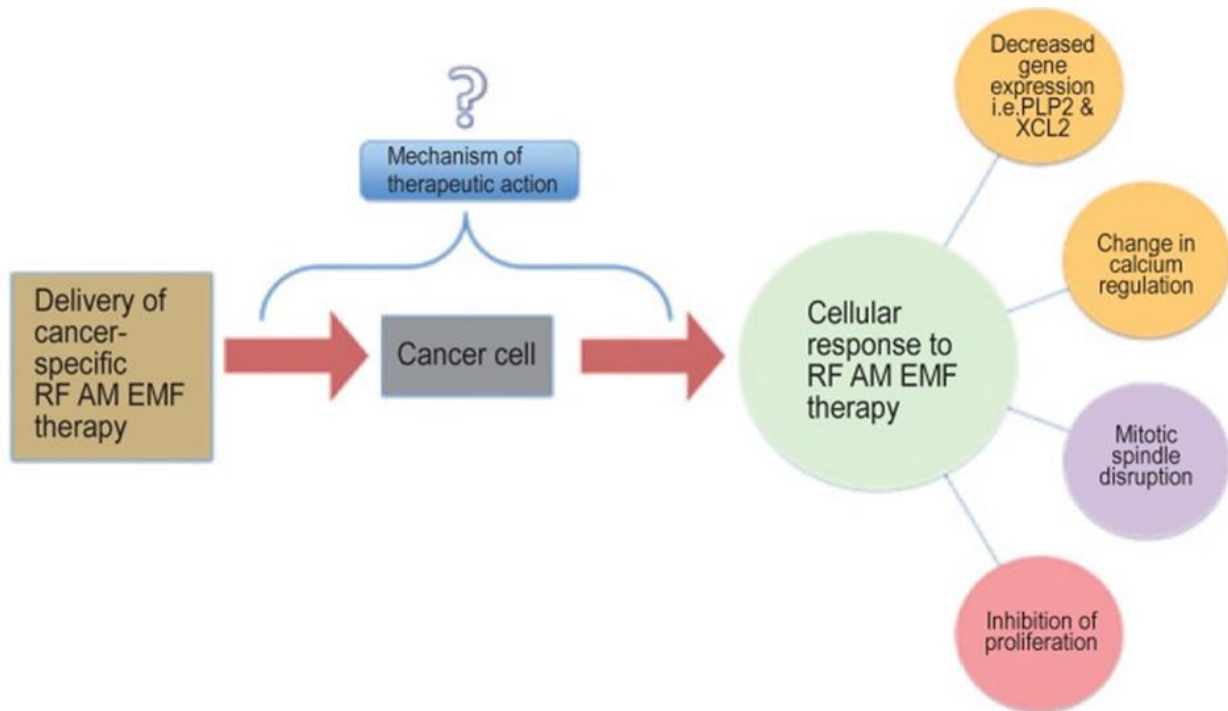 ?
Mechanism of
therapeutic action
Delivery of
cancer-
specific
RF AM EMF
therapy
Cancer cell
Cellular
response to
RF AM EMF
therapy
Decreased
gene
expression
i.e.PLP2 &
XCL2
Change in
calcium
regulation
Mitotic
spindle
disruption
Inhibition of
proliferation